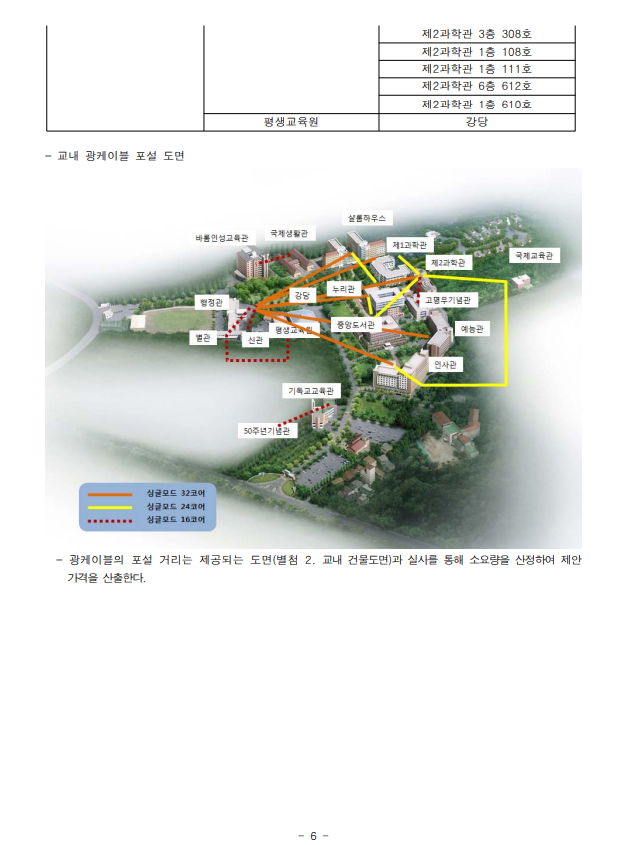 제2과학관 3층 308호
제2과학관 1층 108호
제2과학관 1층 111호
제2과학관 6층 612호
제2과학관 1층 610호
평생교육원 강당
- 교내 광케이블 포설 도면
샬롬하우스
바롬인성교육관
국제생활관
제1과학관
제2과학관
국제교육관
행정관
강당
누리관
고명우기념관
별관
신관
평생교육원
중앙도서관
예능관
인사관
기독교교육관
50주년기념관
싱글모드 32코어
싱글모드 24코어
싱글모드 16코어
- 광케이블의 포설 거리는 제공되는 도면(별첨 2. 교내 건물도면)과 실사를 통해 소요량을 산정하여 제안
가격을 산출한다.
- 6 -